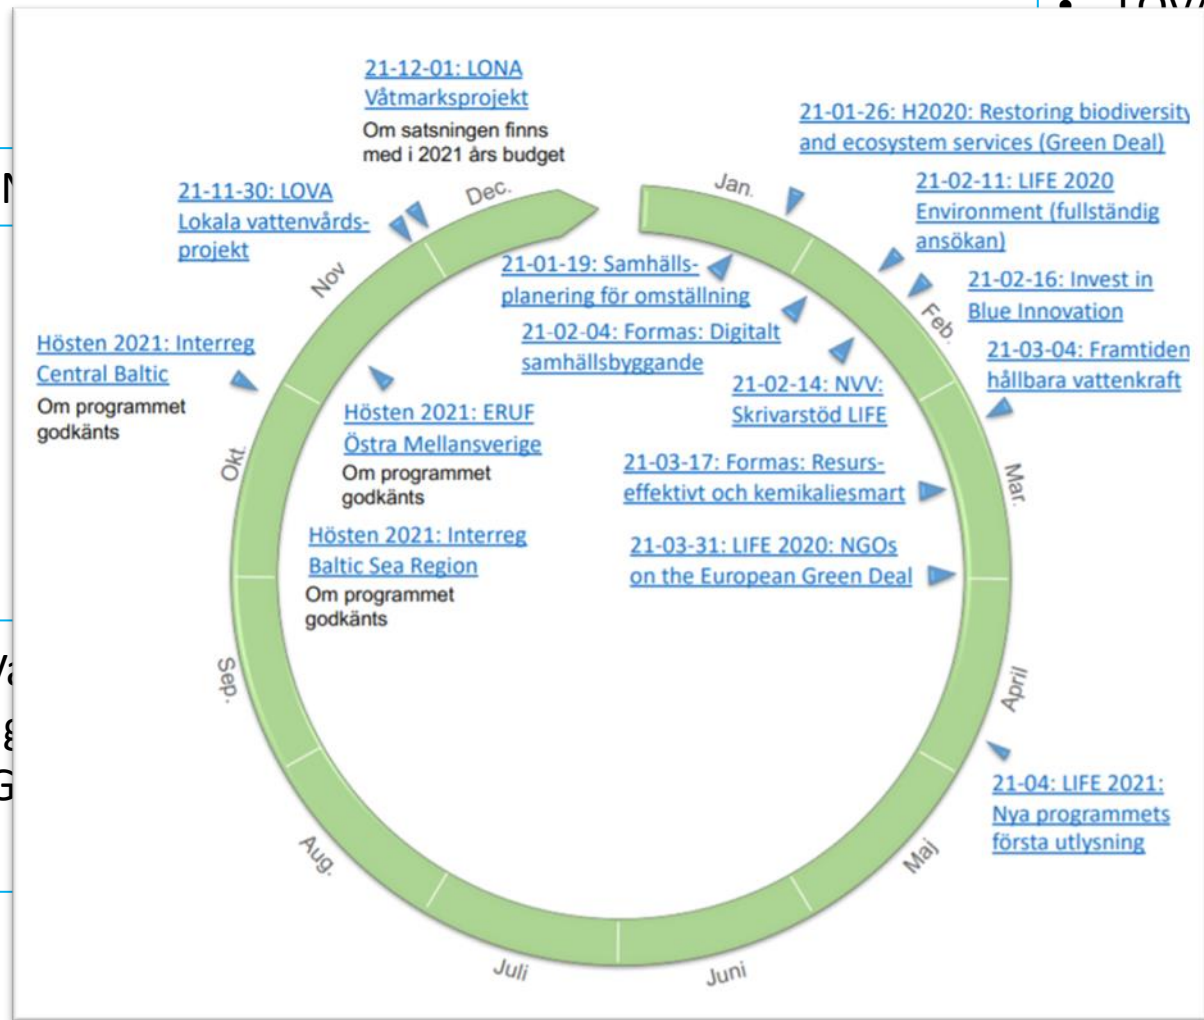 21-12-01: LONA
Våtmarksprojekt
Om satsningen finns
med i 2021 års budget
21-01-26: H2020: Restoring biodiversity
and ecosystem services (Green Deal)
21-11-30: LOVA
Lokala vattenvårds-
projekt
Dec.
Jan.
21-02-11: LIFE 2020
Environment (fullständig
ansökan)
Nov
21-01-19: Samhälls-
planering för omställning
21-02-16: Invest in
Blue Innovation
Feb.
21-02-04: Formas: Digitalt
samhällsbyggande
Hösten 2021: Interreg
Central Baltic
Om programmet
godkänts
21-03-04: Framtiden
hållbara vattenkraft
21-02-14: NVV:
Skrivarstöd LIFE
Hösten 2021: ERUF
Östra Mellansverige
Om programmet
godkänts
Okt.
21-03-17: Formas: Resurs-
effektivt och kemikaliesmart
Mar.
Hösten 2021: Interreg
Baltic Sea Region
Om programmet
godkänts
21-03-31: LIFE 2020: NGOs
on the European Green Deal
Sep.
April
21-04: LIFE 2021:
Nya programmets
första utlysning
Aug.
Maj
Juli
Juni